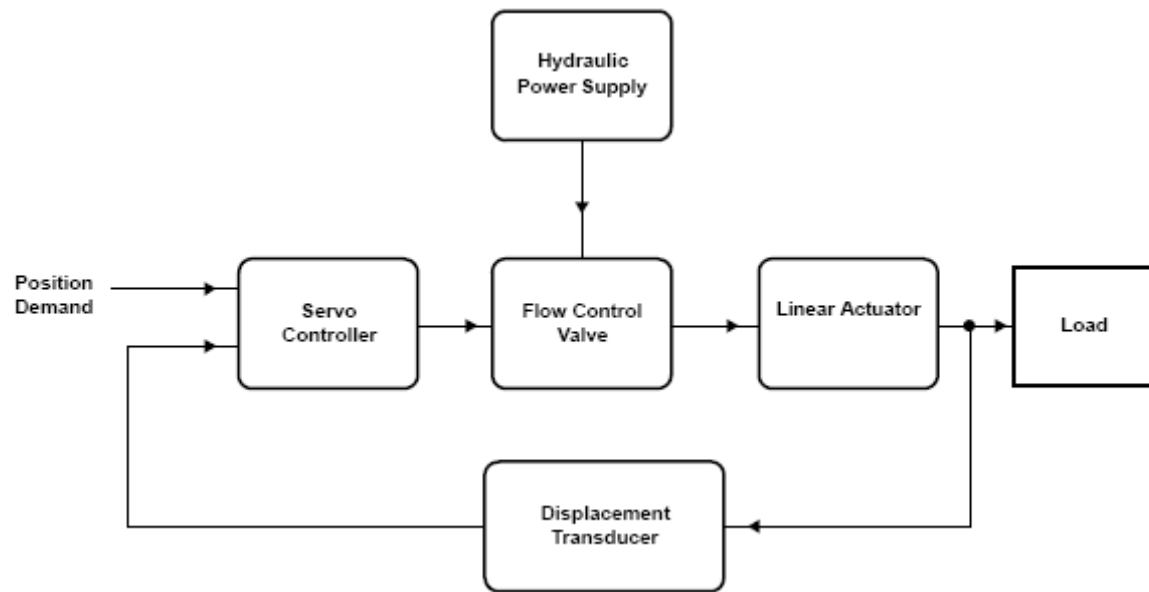 Hydraulic
Power Supply
Position
Demand
Servo
Controller
Flow Control
Valve
Linear Actuator
Load
Displacement
Transducer